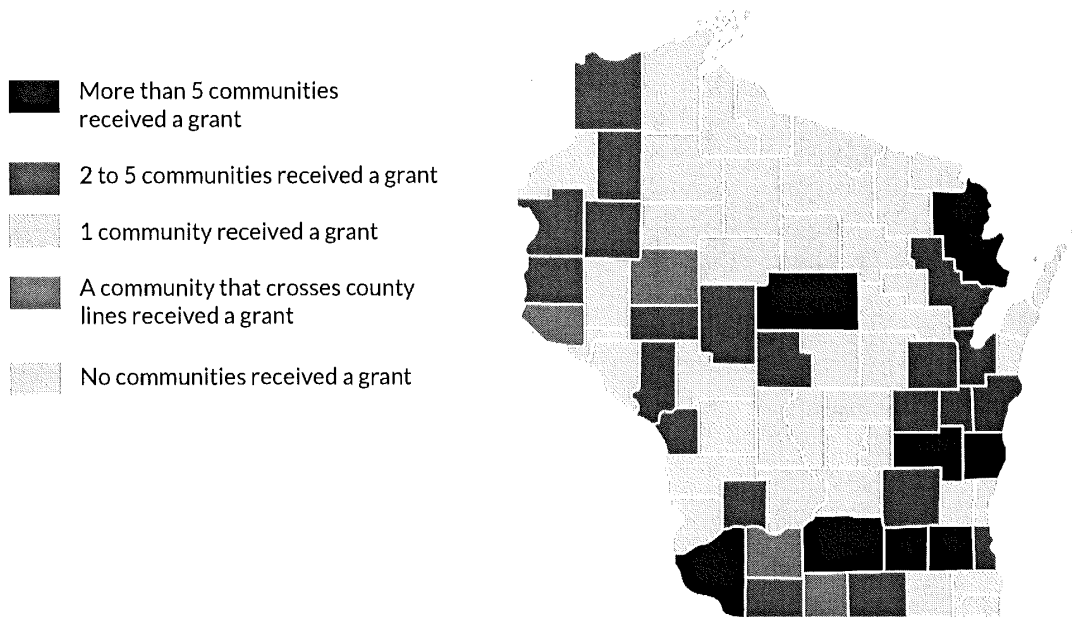 More than 5 communities
received a grant
2 to 5 communities received a grant
1 community received a grant
A community that crosses county
lines received a grant
No communities received a grant